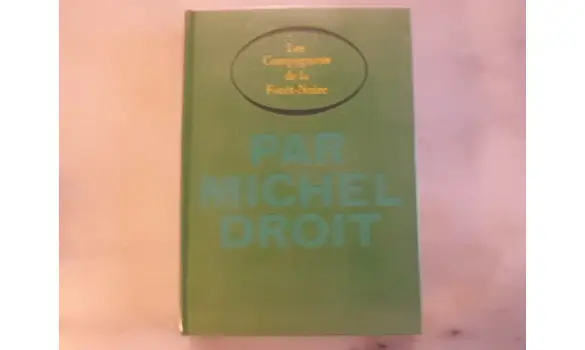 Les
Compagnons
de la
Forêt-Noire
PAR
MICHEL
DROIT